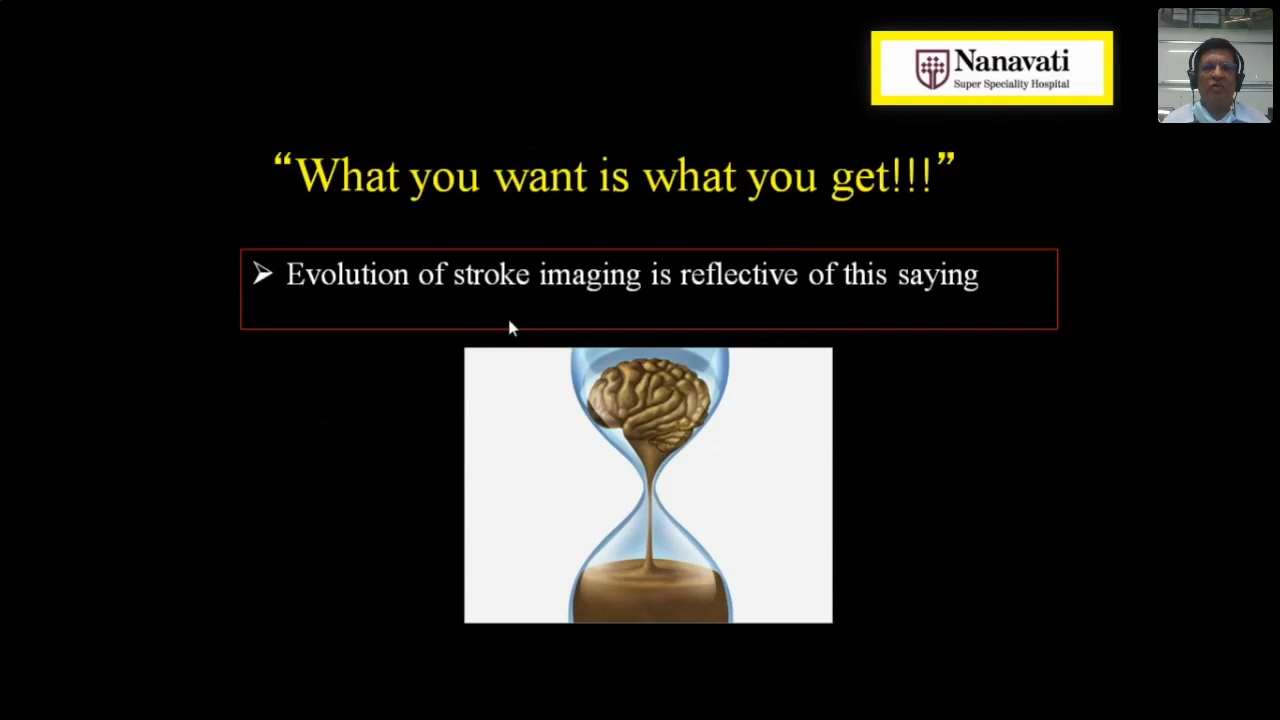 Nanavati
Super Speciality Hospital
“What you want is what you get!!!”
➢ Evolution of stroke imaging is reflective of this saying